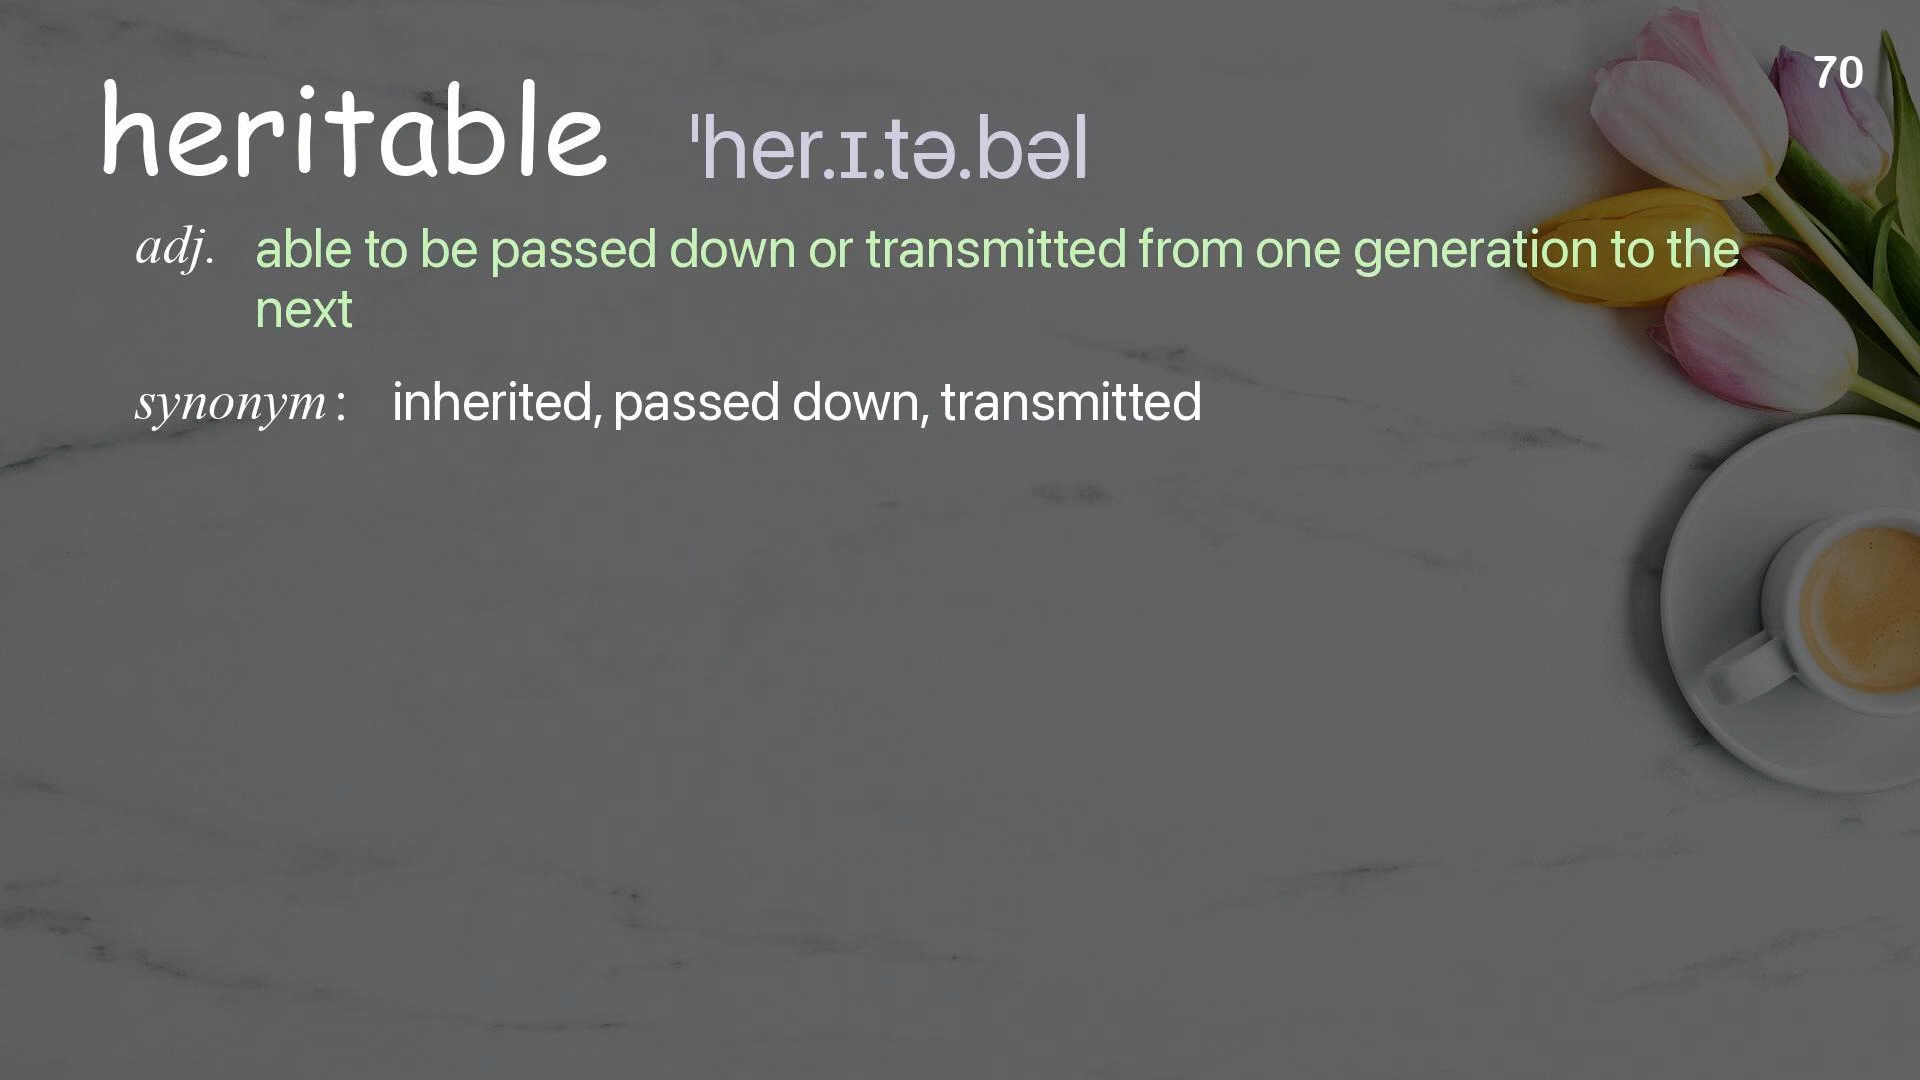 70
heritable ˈher.ɪ.tə.bəl
adj. able to be passed down or transmitted from one generation to the
next
synonym : inherited, passed down, transmitted